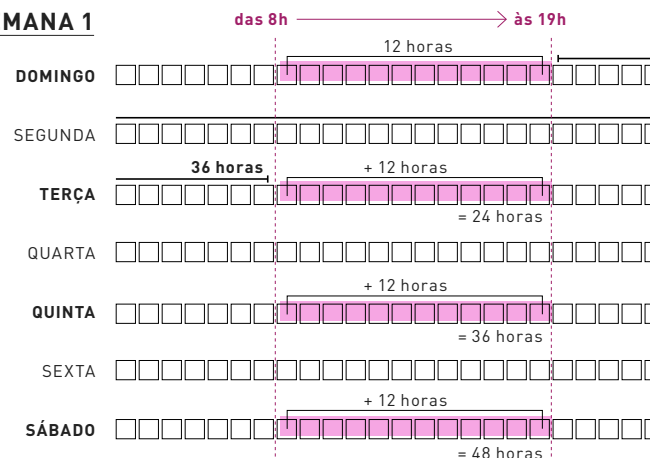 MANA 1
das 8h às 19h
12 horas
DOMINGO
SEGUNDA
36 horas + 12 horas
TERÇA
= 24 horas
QUARTA
+ 12 horas
QUINTA
= 36 horas
SEXTA
+ 12 horas
SÁBADO
= 48 horas